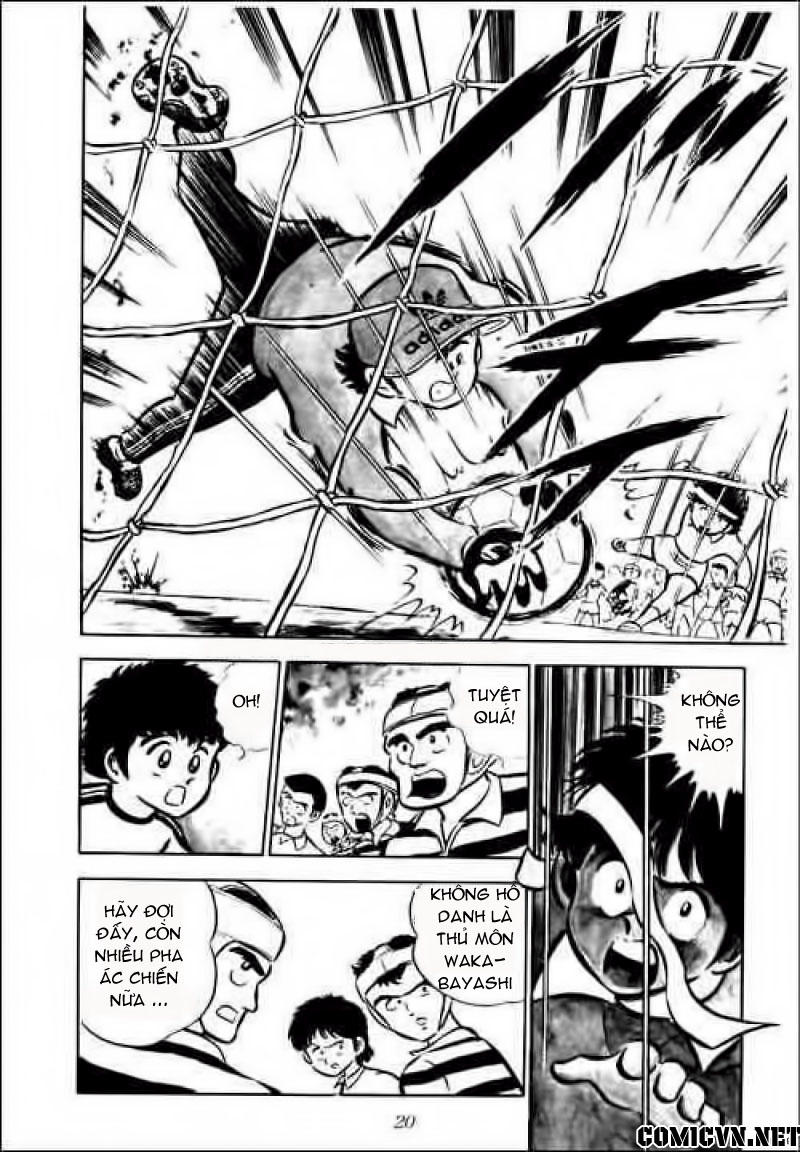 adidas
OH!
TUYỆT
QUÁ!
KHÔNG
THỂ
NÀO?
HÃY ĐỢI
ĐẤY, CÒN
NHIỀU PHA
ÁC CHIẾN
NỮA ...
KHÔNG HỔ
DANH LÀ
THỦ MÔN
WAKA-
BAYASHI
20
COMICVN.NET